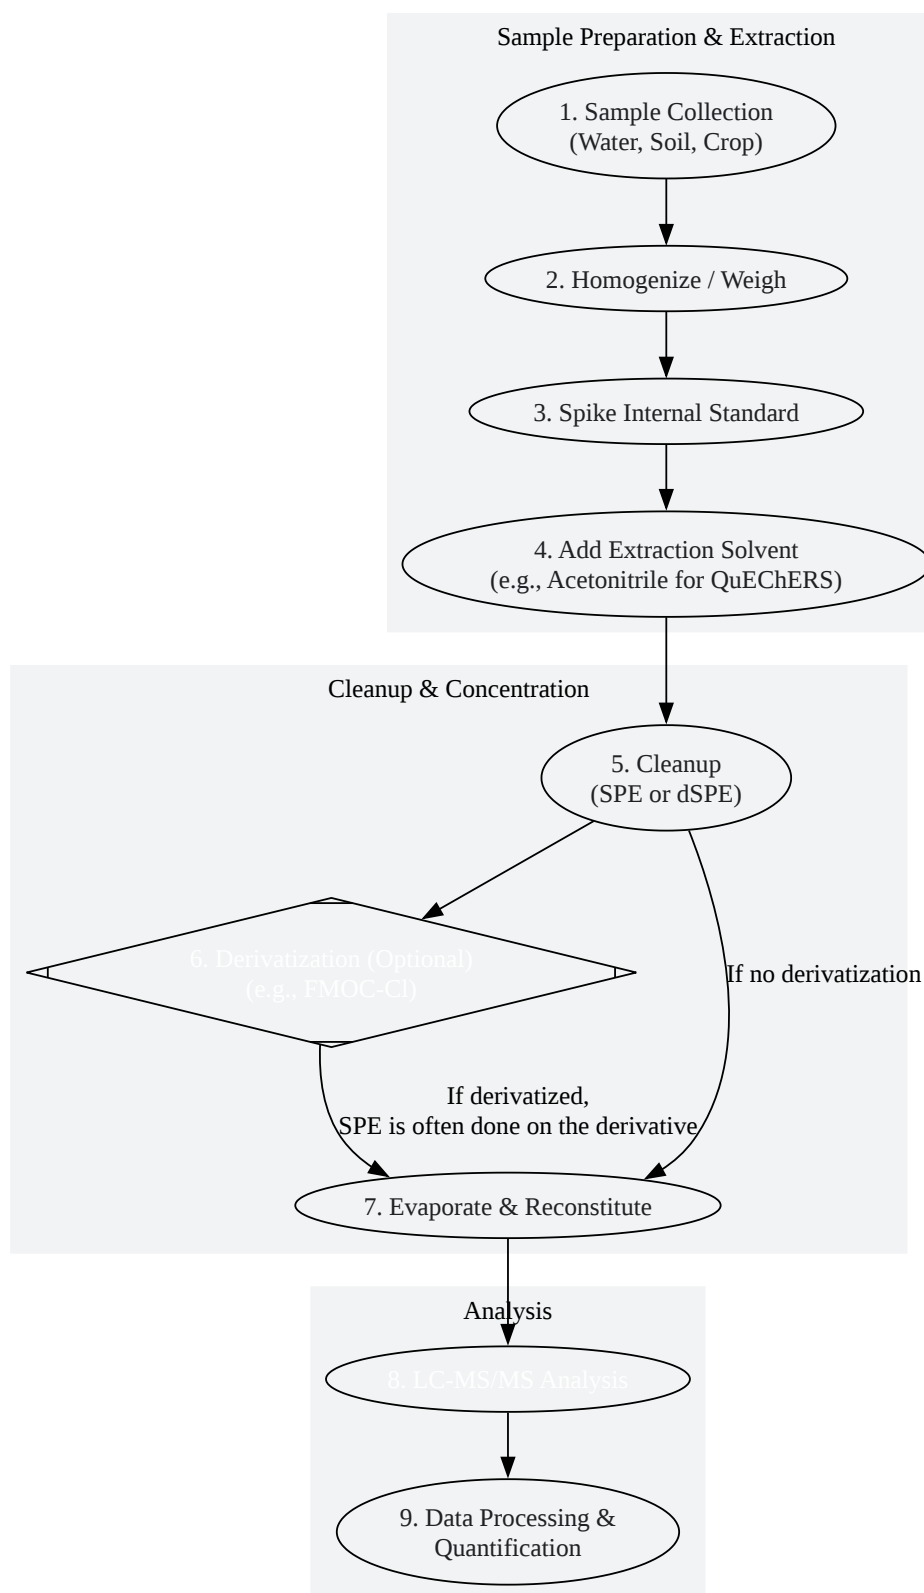 Sample Preparation & Extraction
1. Sample Collection
(Water, Soil, Crop)
2. Homogenize / Weigh
3. Spike Internal Standard
4. Add Extraction Solvent
(e.g., Acetonitrile for QuEChERS)
Cleanup & Concentration
5. Cleanup
(SPE or dSPE)
6. Derivatization (Optional)
(e.g., FMOC-Cl)
If no derivatization
If derivatized,
SPE is often done on the derivative
7. Evaporate & Reconstitute
Analysis
8. LC-MS/MS Analysis
9. Data Processing &
Quantification